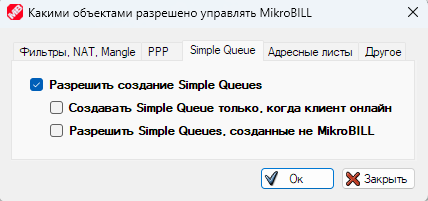 Какими объектами разрешено управлять MikroBILL
Фильтры, NAT, Mangle PPP Simple Queue Адресные листы Другое
Разрешить создание Simple Queues
Создавать Simple Queue только, когда клиент онлайн
Разрешить Simple Queues, созданные не MikroBILL
Ок Закрыть